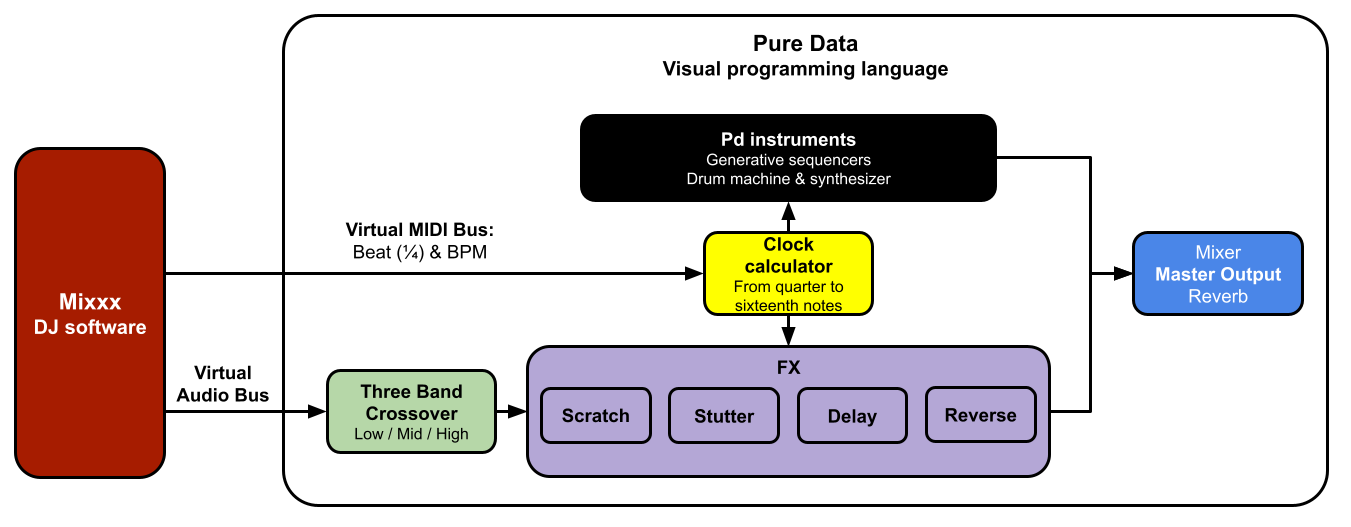 Pure Data
Visual programming language
Pd instruments
Generative sequencers
Drum machine & synthesizer
Virtual MIDI Bus:
Beat (¼) & BPM
Clock
calculator
From quarter to
sixteenth notes
Mixer
Master Output
Reverb
Mixxx
DJ software
Virtual
Audio Bus
Three Band
Crossover
Low / Mid / High
FX
Scratch
Stutter
Delay
Reverse